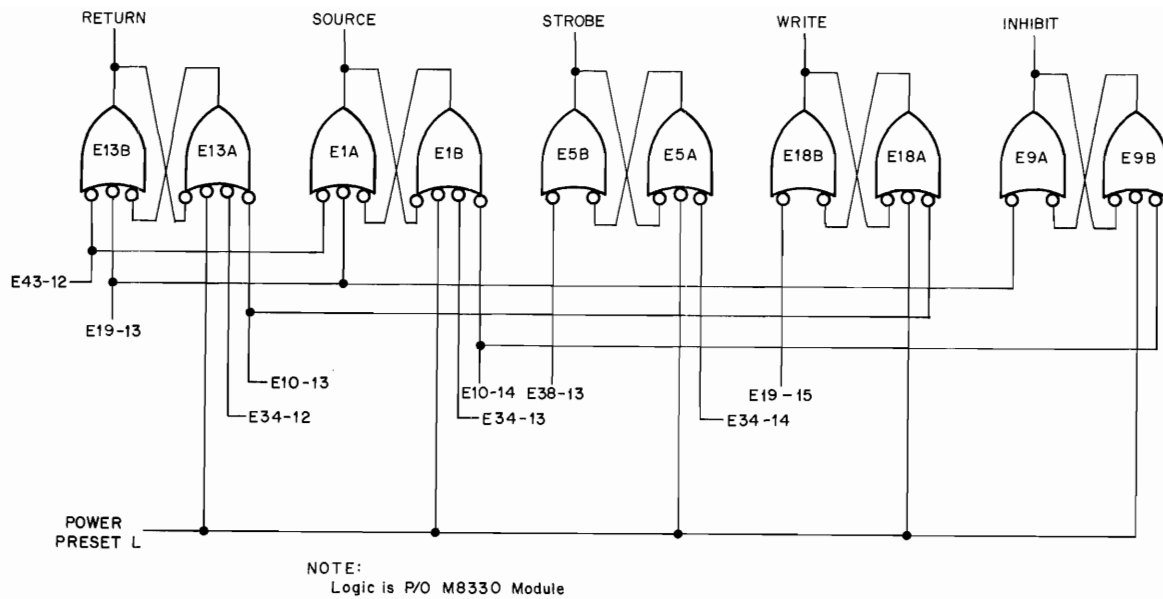 RETURN
SOURCE
STROBE
WRITE
INHIBIT
E13B
E13A
E1A
E1B
E5B
E5A
E18B
E18A
E9A
E9B
E43-12
E19-13
E10-13
E10-14
E38-13
E19-15
E34-12
E34-13
E34-14
POWER
PRESET L
NOTE:
Logic is P/O M8330 Module